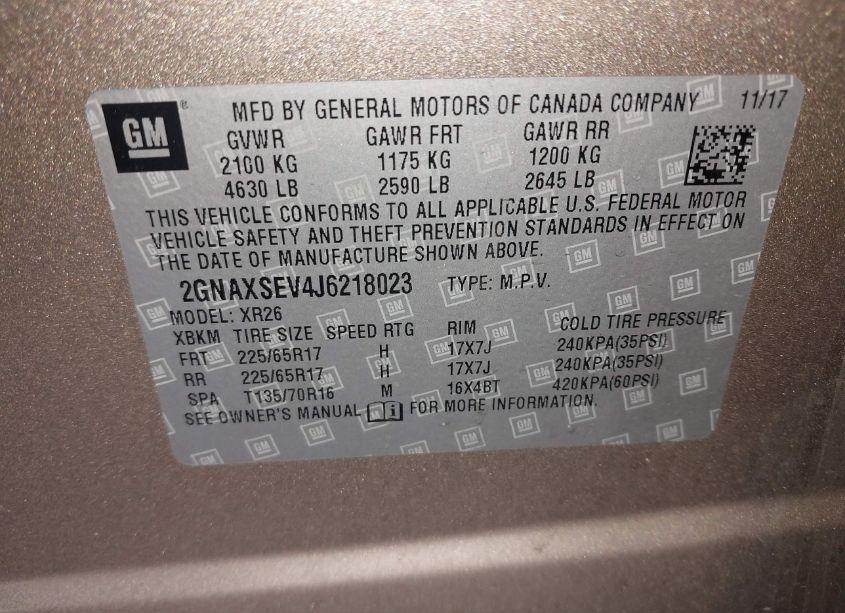 GM ® MFD BY GENERAL MOTORS OF CANADA COMPANY 11/17
GVWR GAWR FRT GAWR RR
2100 KG 1175 KG 1200 KG
4630 LB 2590 LB 2645 LB
THIS VEHICLE CONFORMS TO ALL APPLICABLE U.S. FEDERAL MOTOR
VEHICLE SAFETY AND THEFT PREVENTION STANDARDS IN EFFECT ON
THE DATE OF MANUFACTURE SHOWN ABOVE.
2GNAXSEV4J6218023 TYPE: M.P.V.
MODEL: XR26
XBKM TIRE SIZE SPEED RTG RIM COLD TIRE PRESSURE
FRT 225/65R17 H 17X7J 240KPA(35PSI)
RR 225/65R17 H 17X7J 240KPA(35PSI)
SPA T135/70R16 M 16X4BT 420KPA(60PSI)
SEE OWNER'S MANUAL i FOR MORE INFORMATION.